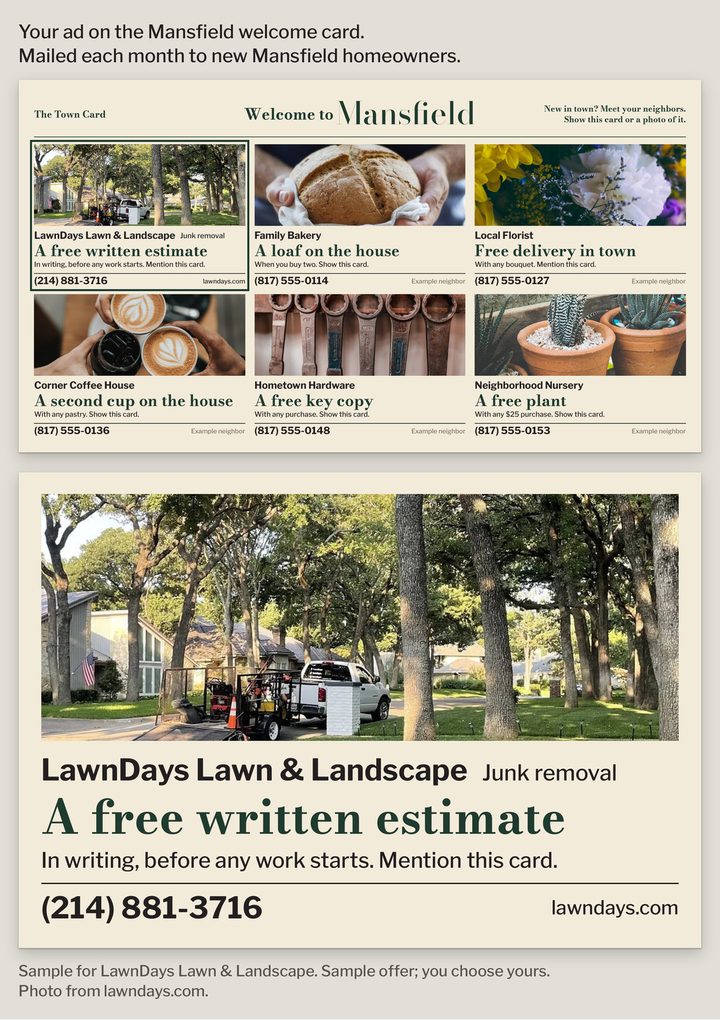 Your ad on the Mansfield welcome card.
Mailed each month to new Mansfield homeowners.
The Town Card
Welcome to Mansfield
New in town? Meet your neighbors.
Show this card or a photo of it.
LawnDays Lawn & Landscape Junk removal
A free written estimate
In writing, before any work starts. Mention this card.
(214) 881-3716 lawndays.com
Family Bakery
A loaf on the house
When you buy two. Show this card.
(817) 555-0114 Example neighbor
Local Florist
Free delivery in town
With any bouquet. Mention this card.
(817) 555-0127 Example neighbor
Corner Coffee House
A second cup on the house
With any pastry. Show this card.
(817) 555-0136 Example neighbor
Hometown Hardware
A free key copy
With any purchase. Show this card.
(817) 555-0148 Example neighbor
Neighborhood Nursery
A free plant
With any $25 purchase. Show this card.
(817) 555-0153 Example neighbor
LawnDays Lawn & Landscape Junk removal
A free written estimate
In writing, before any work starts. Mention this card.
(214) 881-3716 lawndays.com
Sample for LawnDays Lawn & Landscape. Sample offer; you choose yours.
Photo from lawndays.com.